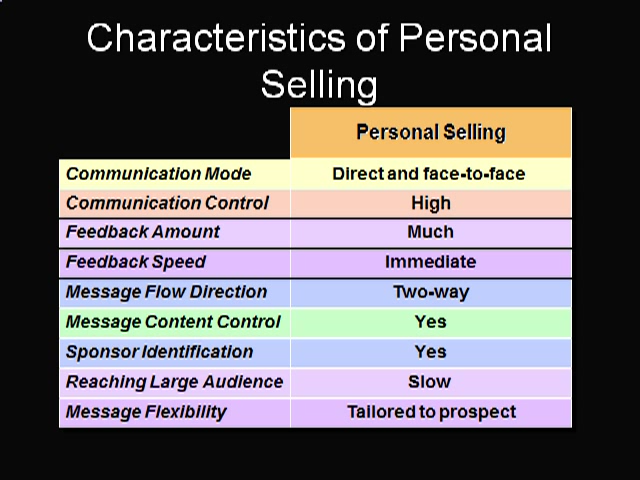 Characteristics of Personal
Selling
Personal Selling
Communication Mode Direct and face-to-face
Communication Control High
Feedback Amount Much
Feedback Speed Immediate
Message Flow Direction Two-way
Message Content Control Yes
Sponsor Identification Yes
Reaching Large Audience Slow
Message Flexibility Tailored to prospect